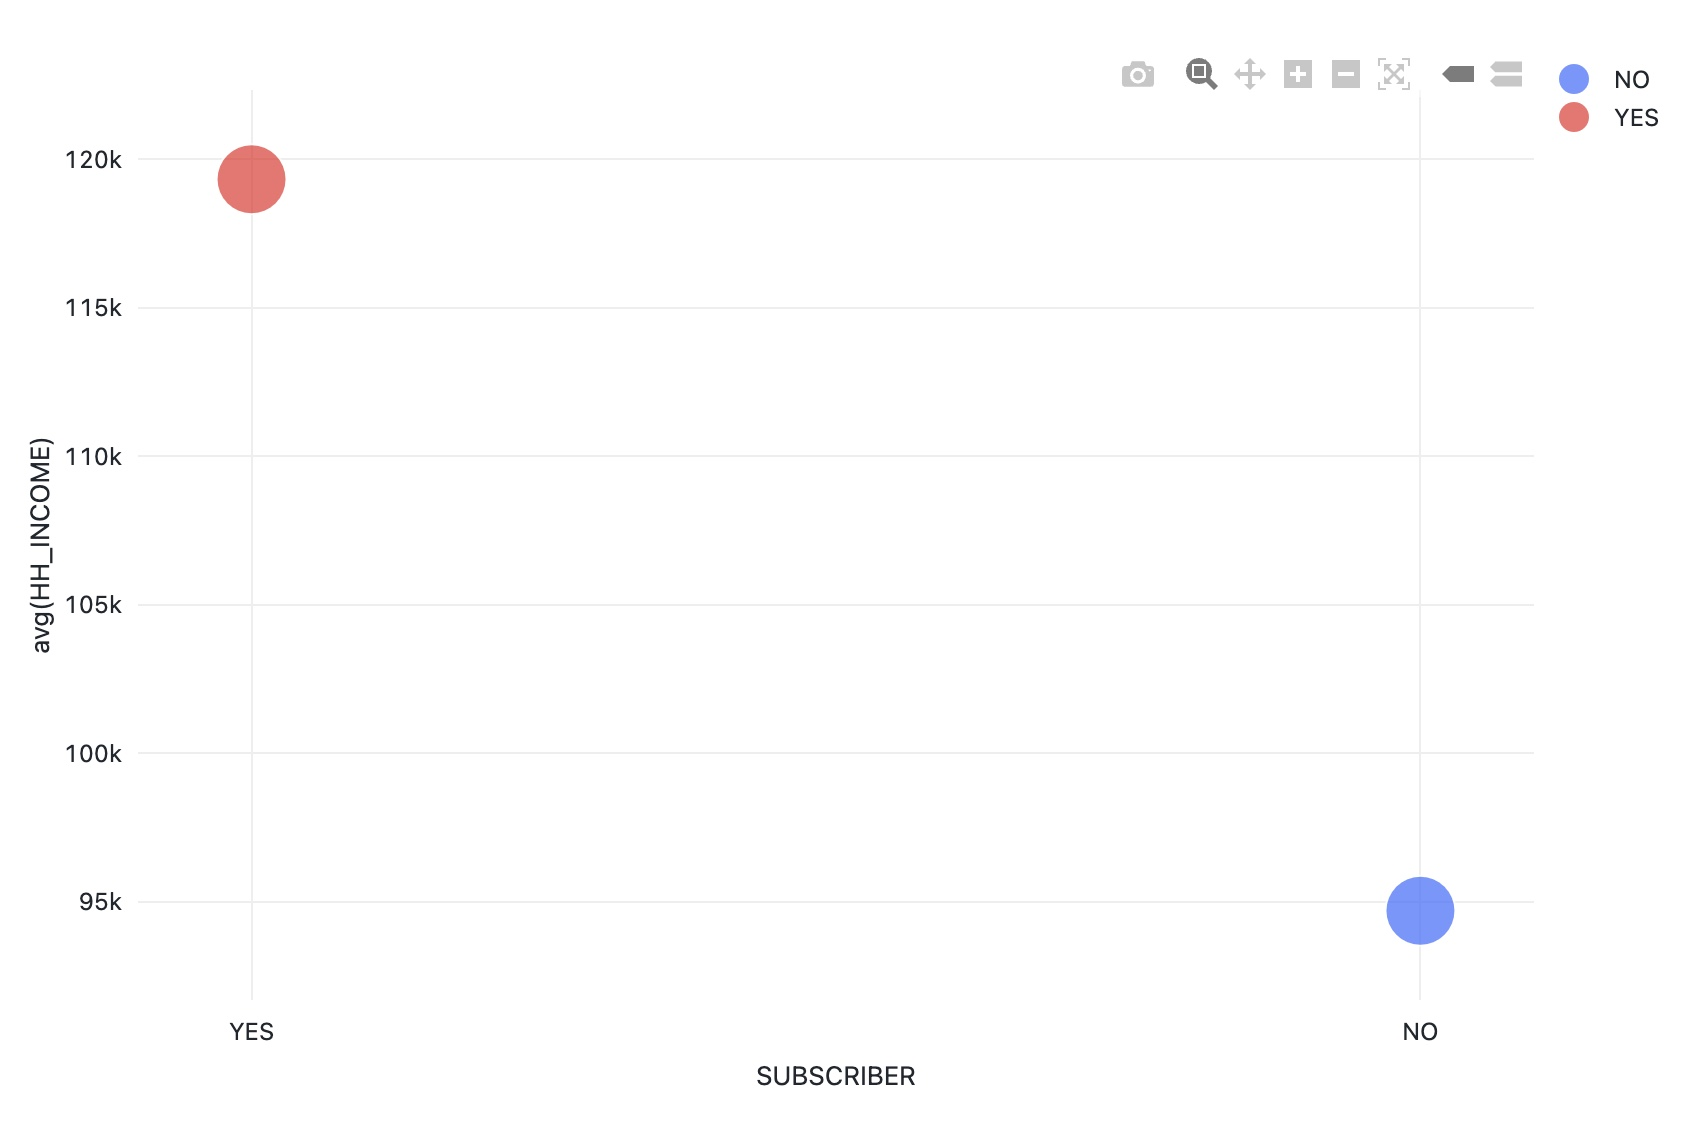 NO
YES
120k
115k
110k
105k
100k
95k
avg(HH_INCOME)
YES
NO
SUBSCRIBER